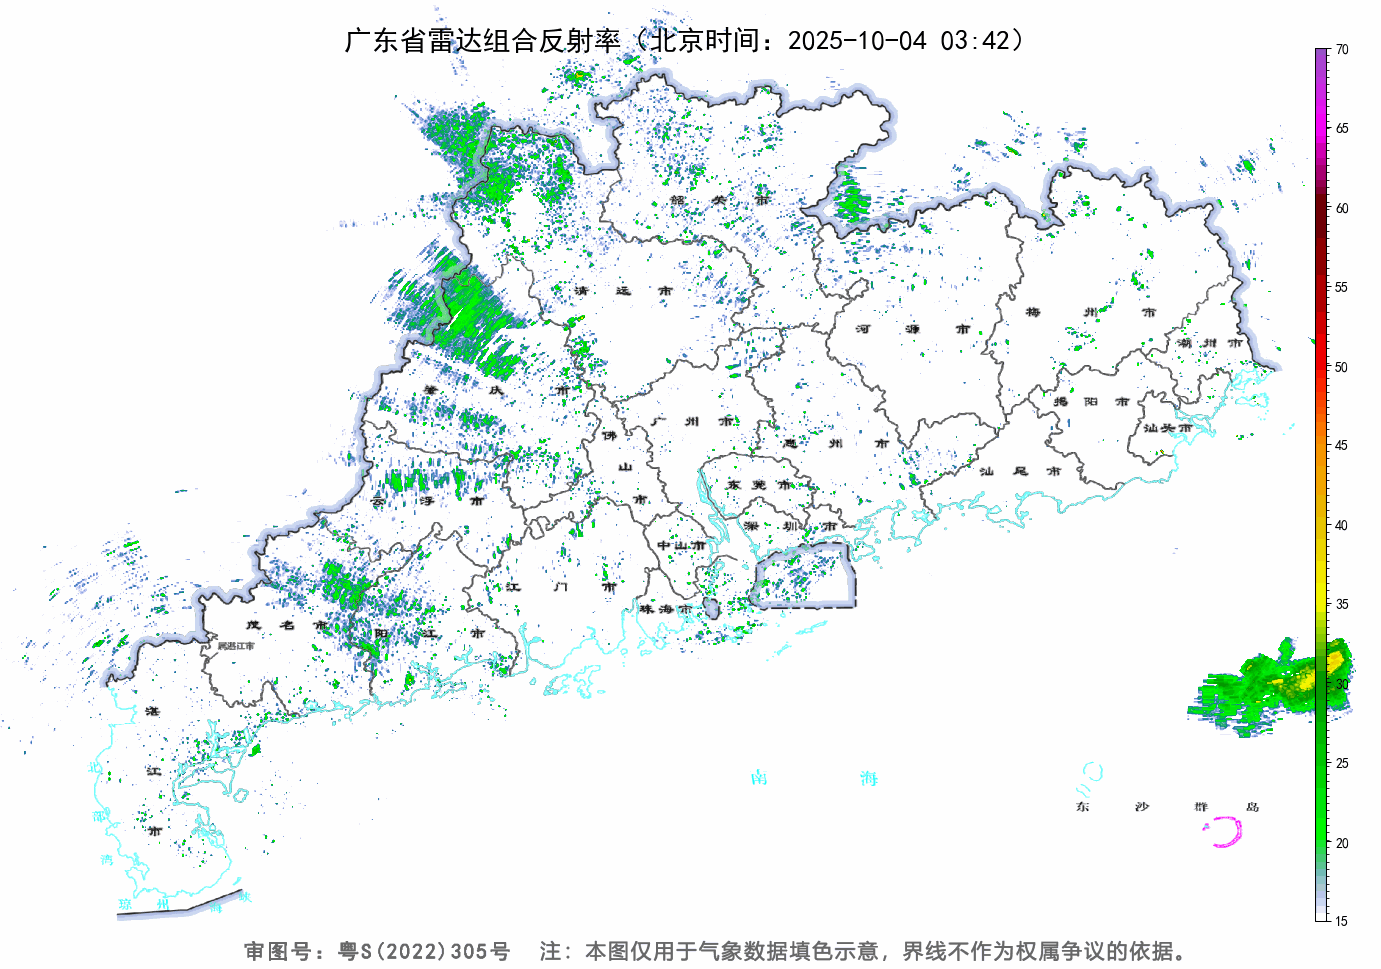 广东省雷达组合反射率（北京时间：2025-10-04 03:42）
70
65
60
55
50
45
40
35
30
25
20
15
韶关市
清远市
河源市
梅州市
潮州市
肇庆市
广州市
佛山市
惠州市
揭阳市
汕头市
汕尾市
云浮市
东莞市
深圳市
中山市
江门市
珠海市
茂名市
阳江市
属湛江市
湛江市
北部湾
琼州海峡
南海
东沙群岛
审图号：粤S(2022)305号 注：本图仅用于气象数据填色示意，界线不作为权属争议的依据。